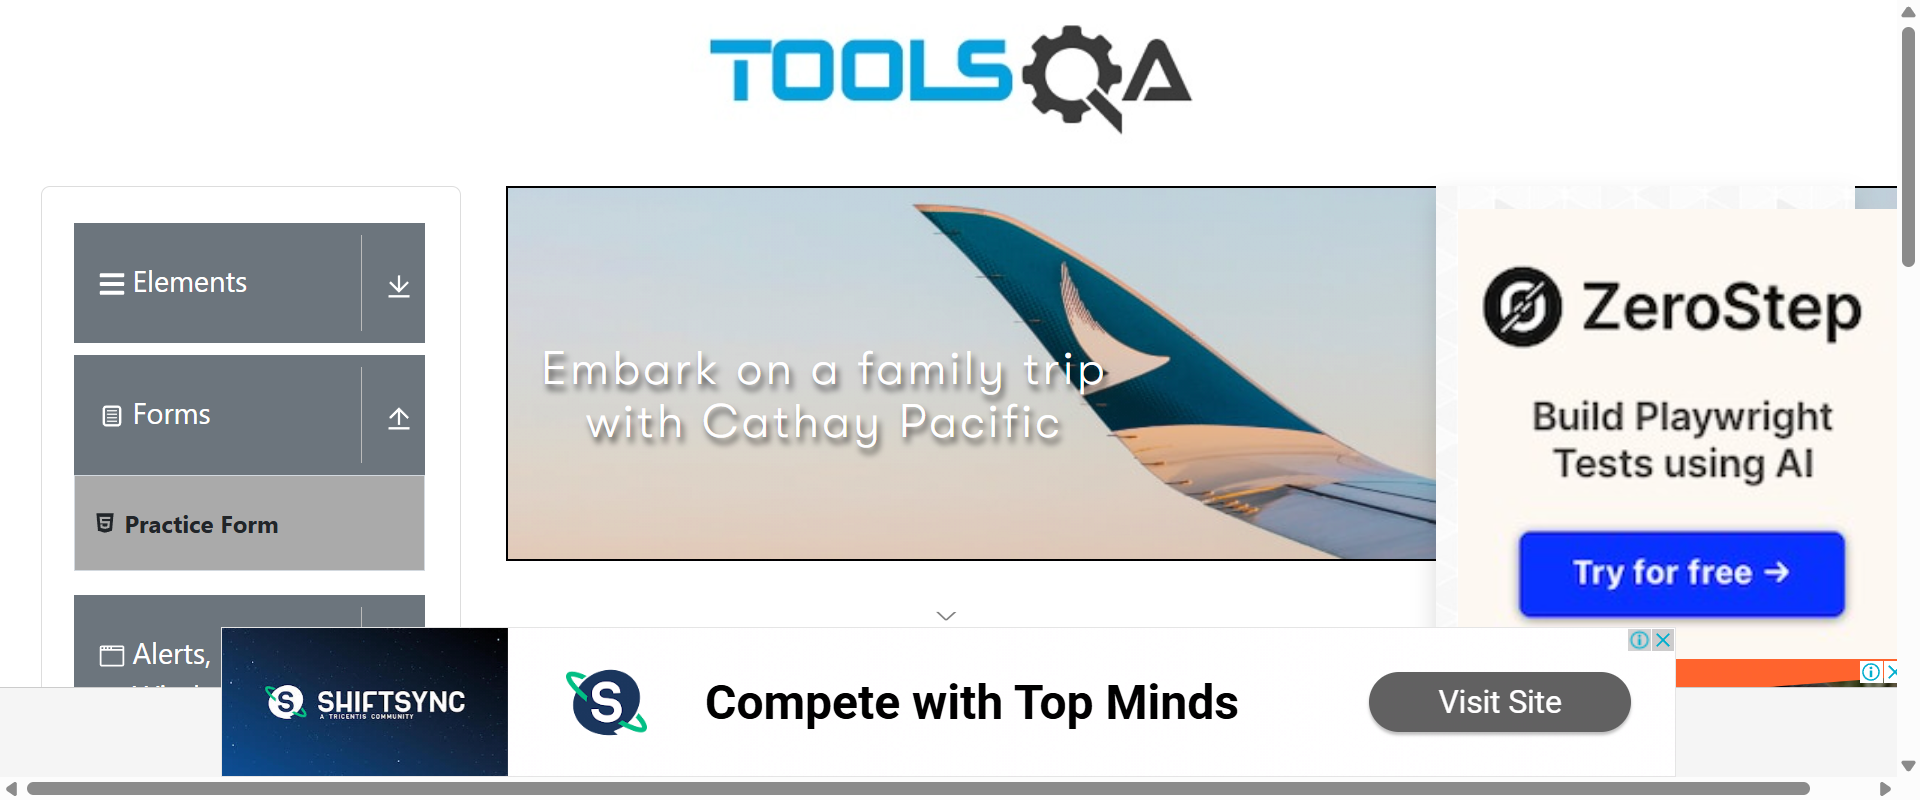 TOOLSQA
Elements
Forms
Practice Form
Alerts,
Embark on a family trip
with Cathay Pacific
ZeroStep
Build Playwright
Tests using AI
Try for free →
SHIFTSYNC
A TRICENTIS COMMUNITY
S
Compete with Top Minds
Visit Site